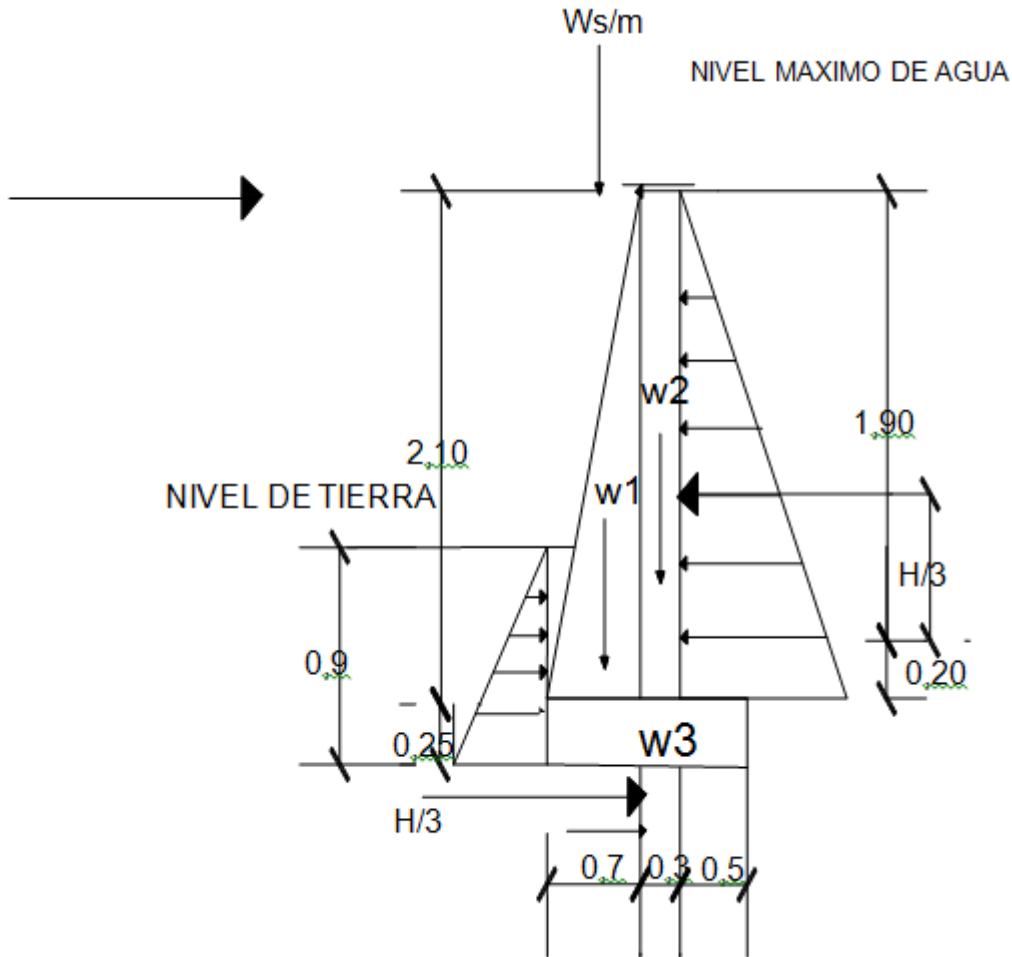 Ws/m
NIVEL MAXIMO DE AGUA
w2
2,10
1,90
NIVEL DE TIERRA
w1
H/3
0,9
0,20
0,25
w3
H/3
0,7 0,3 0,5